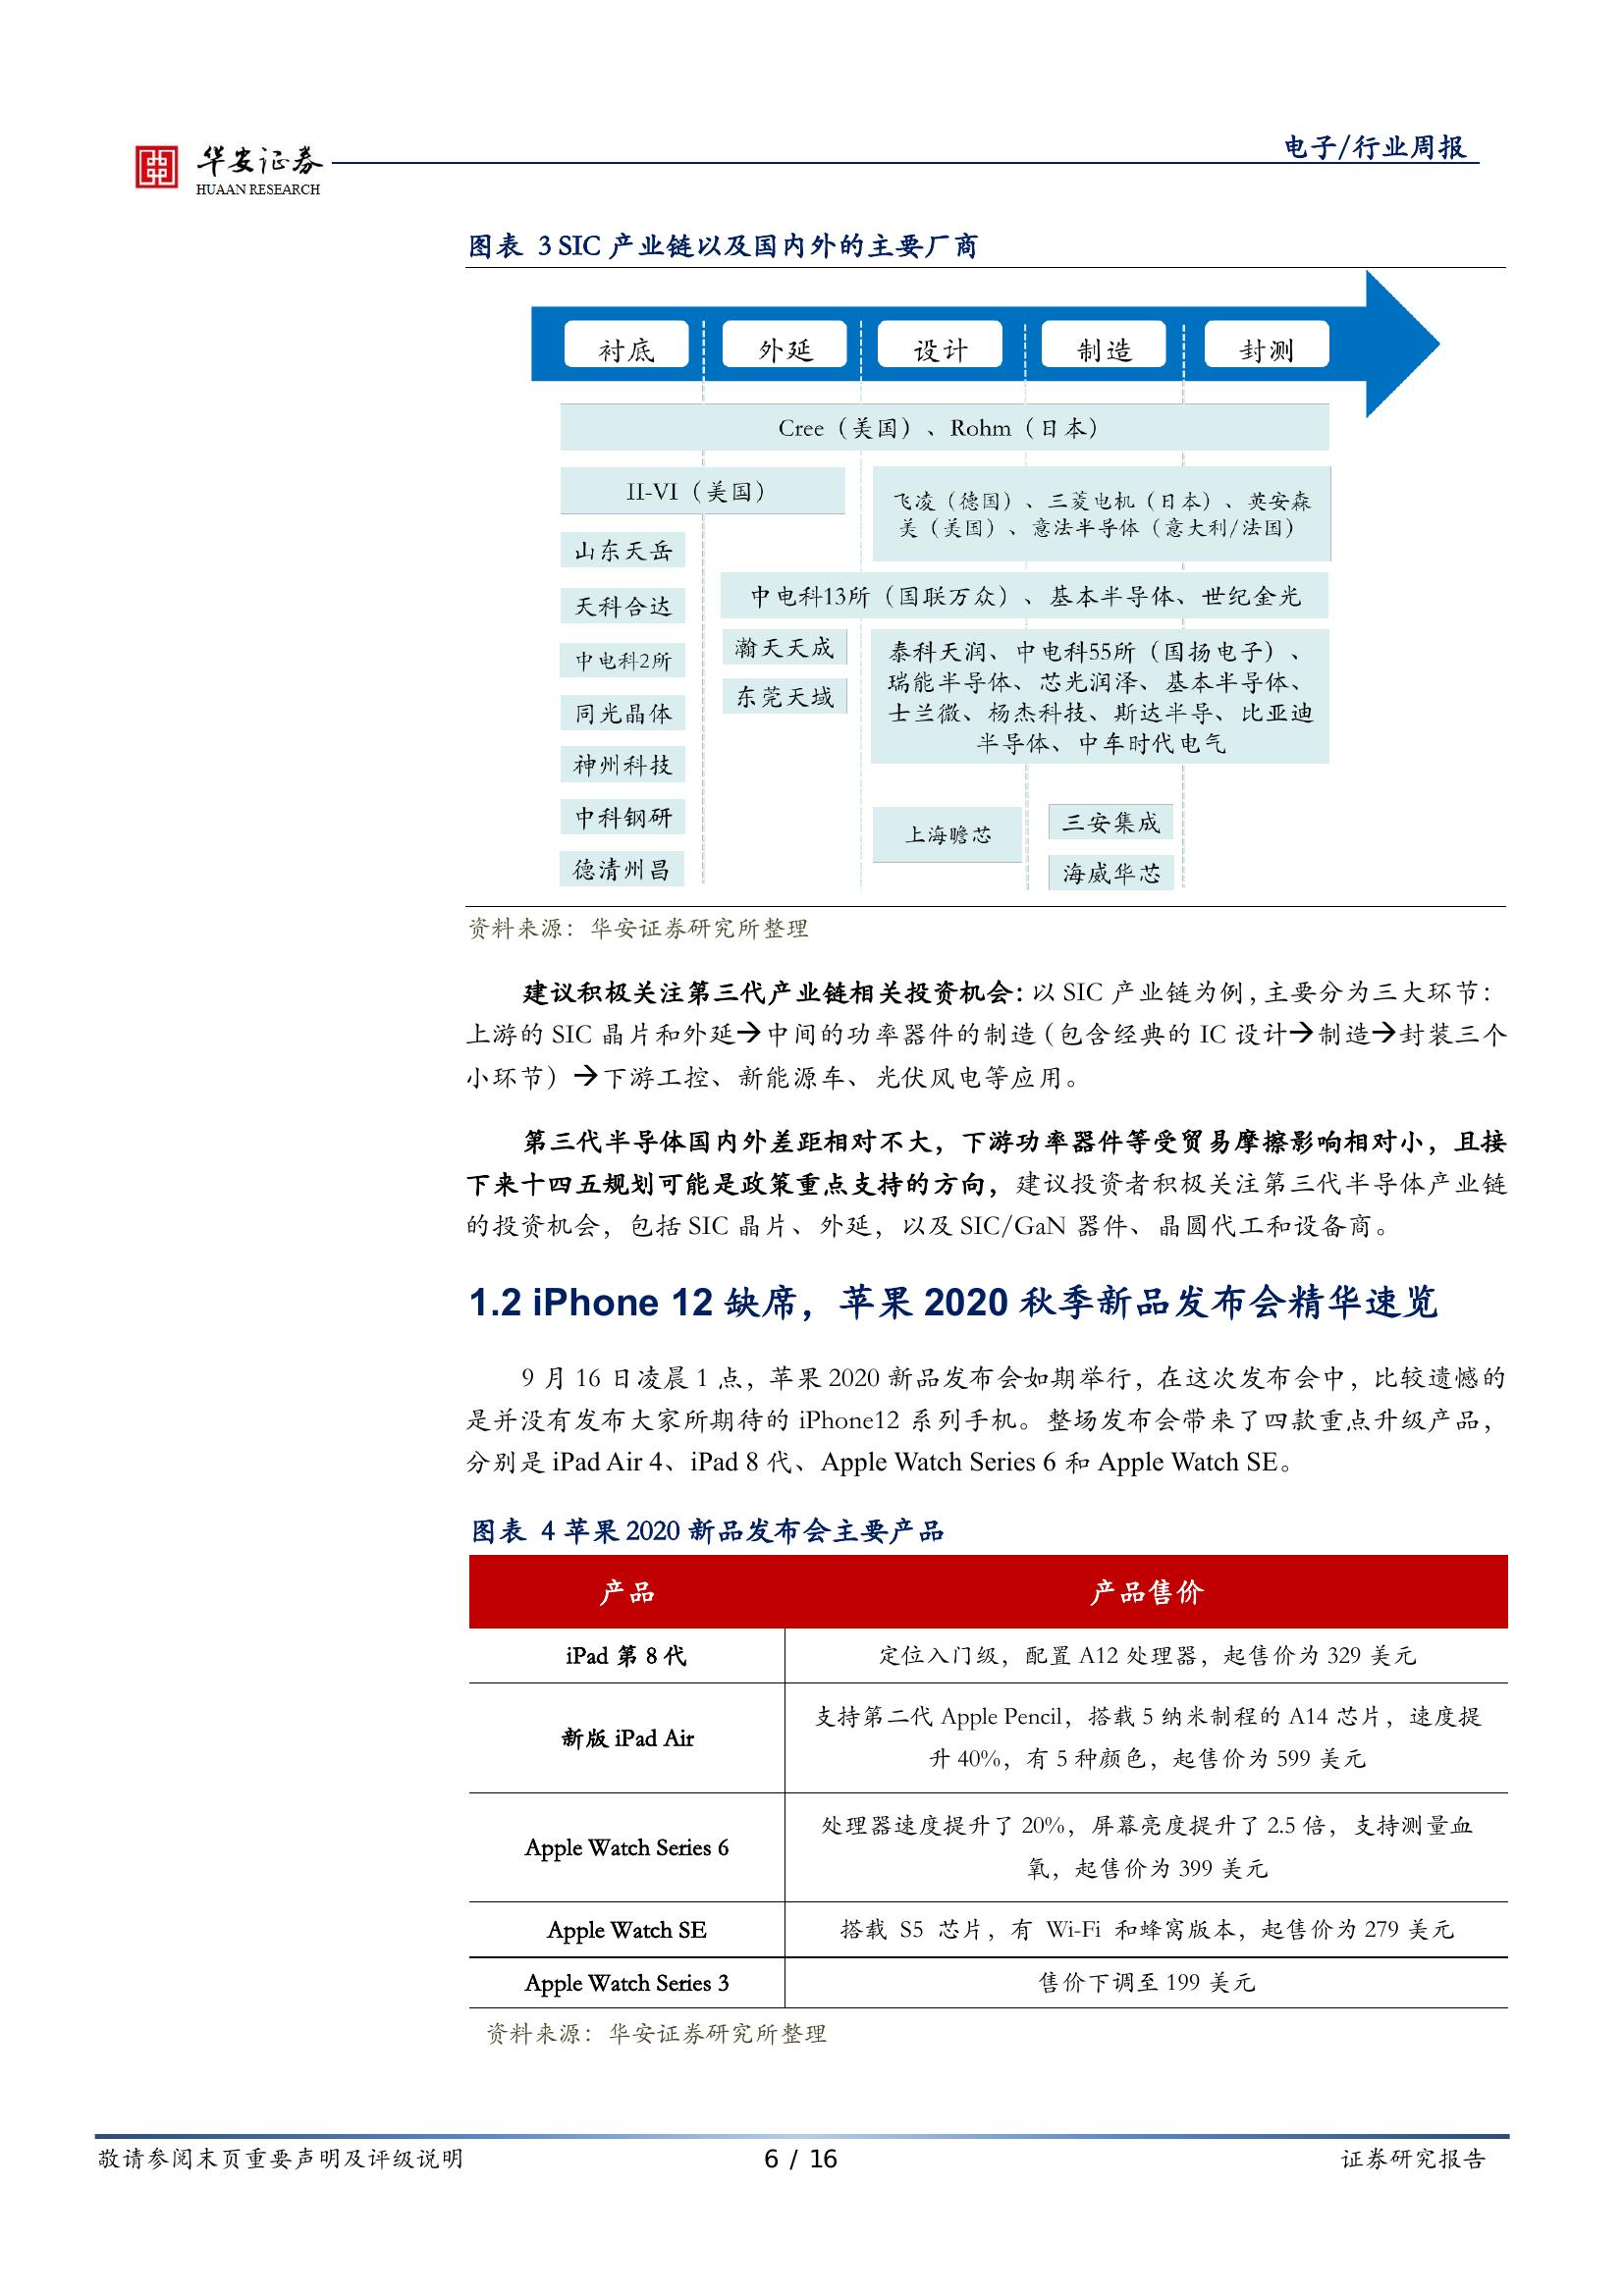 华安证券
HUAAN RESEARCH
电子/行业周报
图表 3 SIC 产业链以及国内外的主要厂商
衬底 外延 设计 制造 封测
Cree（美国）、Rohm（日本）
II-VI（美国）
飞凌（德国）、三菱电机（日本）、英安森
美（美国）、意法半导体（意大利/法国）
山东天岳
天科合达
中电科13所（国联万众）、基本半导体、世纪金光
中电科2所
同光晶体
神州科技
中科钢研
德清州昌
瀚天天成
东莞天域
泰科天润、中电科55所（国扬电子）、
瑞能半导体、芯光润泽、基本半导体、
士兰微、杨杰科技、斯达半导、比亚迪
半导体、中车时代电气
上海瞻芯
三安集成
海威华芯
资料来源：华安证券研究所整理
建议积极关注第三代产业链相关投资机会：以 SIC 产业链为例，主要分为三大环节：
上游的 SIC 晶片和外延→中间的功率器件的制造（包含经典的 IC 设计→制造→封装三个
小环节）→下游工控、新能源车、光伏风电等应用。
第三代半导体国内外差距相对不大，下游功率器件等受贸易摩擦影响相对小，且接
下来十四五规划可能是政策重点支持的方向，建议投资者积极关注第三代半导体产业链
的投资机会，包括 SIC 晶片、外延，以及 SIC/GaN 器件、晶圆代工和设备商。
1.2 iPhone 12 缺席，苹果 2020 秋季新品发布会精华速览
9 月 16 日凌晨 1 点，苹果 2020 新品发布会如期举行，在这次发布会中，比较遗憾的
是并没有发布大家所期待的 iPhone12 系列手机。整场发布会带来了四款重点升级产品，
分别是 iPad Air 4、iPad 8 代、Apple Watch Series 6 和 Apple Watch SE。
图表 4 苹果 2020 新品发布会主要产品
产品 产品售价
iPad 第 8 代 定位入门级，配置 A12 处理器，起售价为 329 美元
新版 iPad Air
支持第二代 Apple Pencil，搭载 5 纳米制程的 A14 芯片，速度提
升 40%，有 5 种颜色，起售价为 599 美元
Apple Watch Series 6
处理器速度提升了 20%，屏幕亮度提升了 2.5 倍，支持测量血
氧，起售价为 399 美元
Apple Watch SE 搭载 S5 芯片，有 Wi-Fi 和蜂窝版本，起售价为 279 美元
Apple Watch Series 3 售价下调至 199 美元
资料来源：华安证券研究所整理
敬请参阅末页重要声明及评级说明 6 / 16 证券研究报告